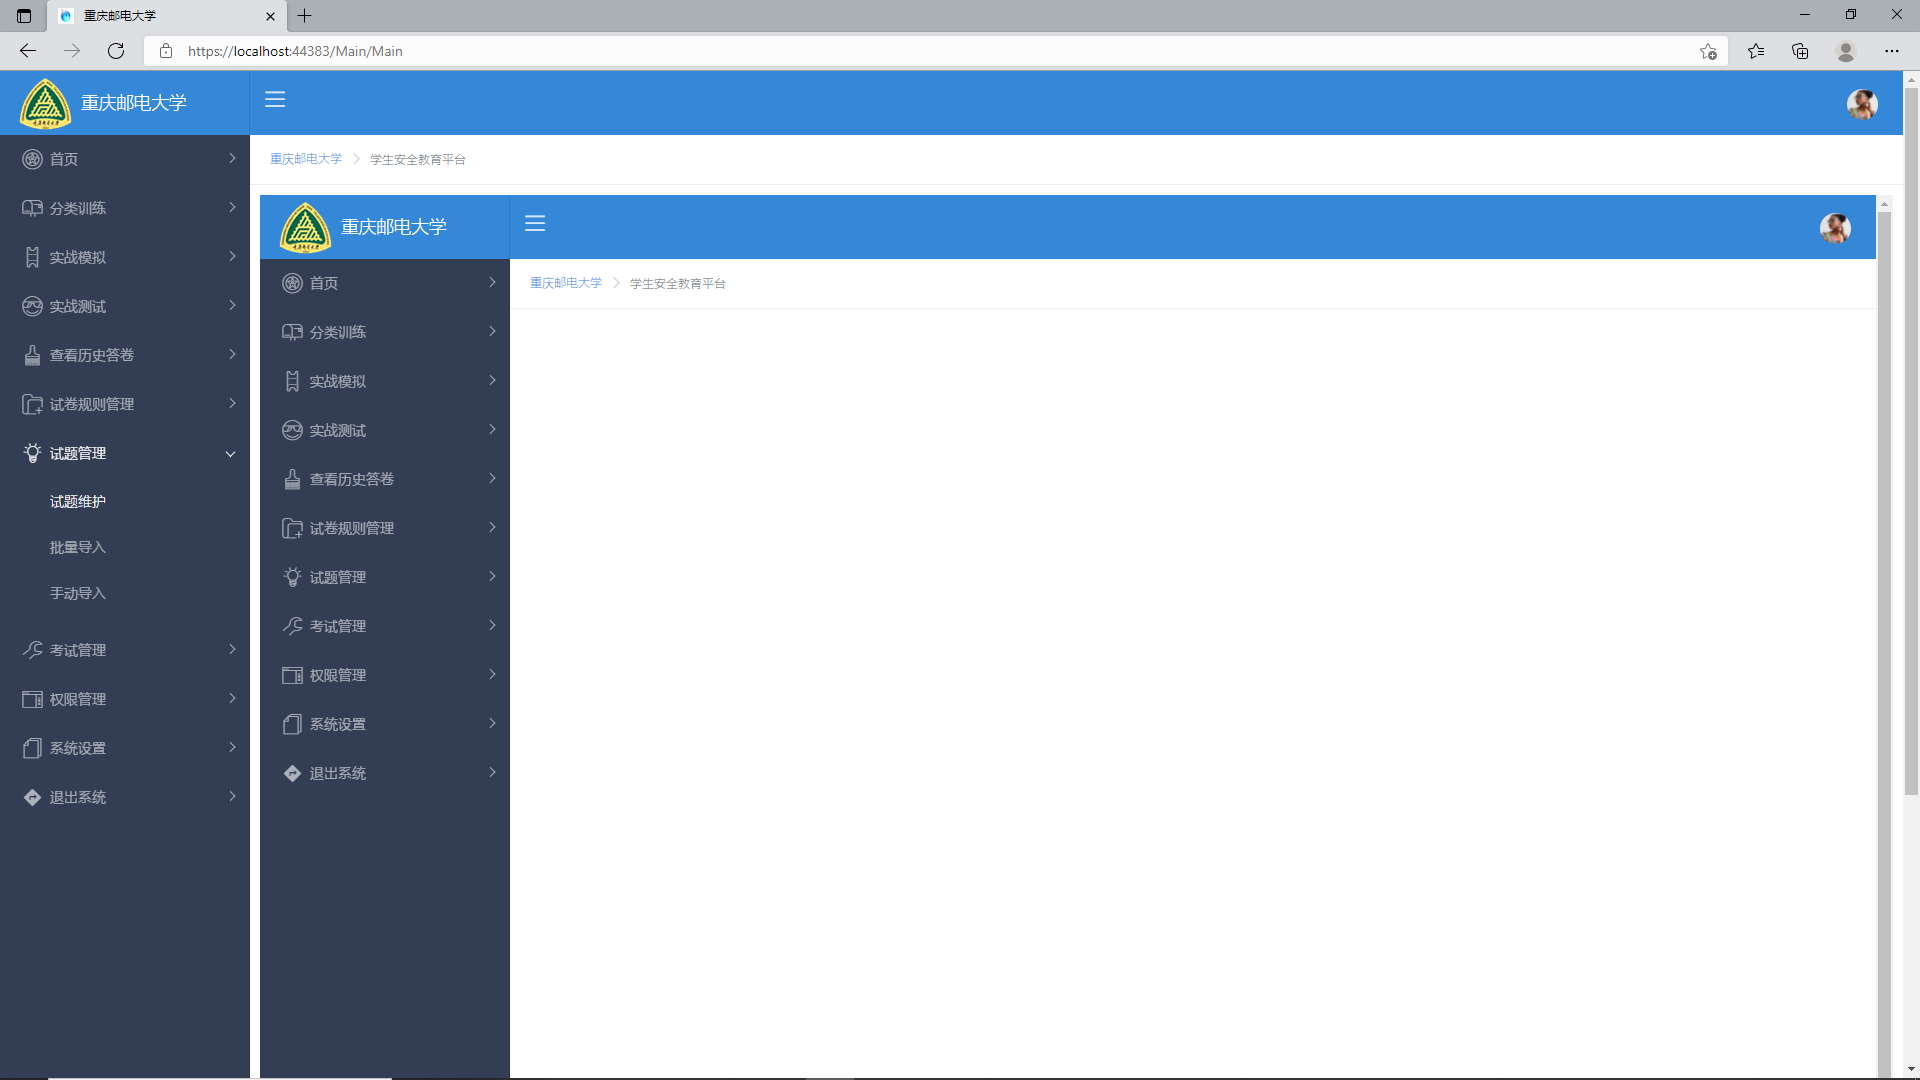 重庆邮电大学
https://localhost:44383/Main/Main
重庆邮电大学
重庆邮电大学
学生安全教育平台
首页
分类训练
实战模拟
实战测试
查看历史答卷
试卷规则管理
试题管理
试题维护
批量导入
手动导入
考试管理
权限管理
系统设置
退出系统
重庆邮电大学
重庆邮电大学
学生安全教育平台
首页
分类训练
实战模拟
实战测试
查看历史答卷
试卷规则管理
试题管理
考试管理
权限管理
系统设置
退出系统